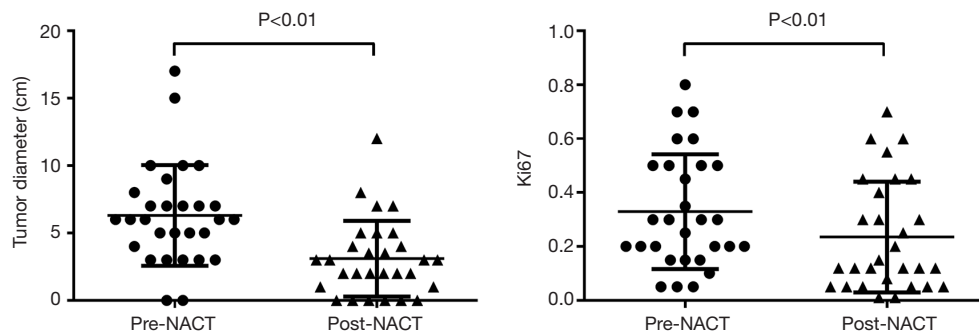 P<0.01
Tumor diameter (cm)
20
15
10
5
0
Pre-NACT
Post-NACT
P<0.01
Ki67
1.0
0.8
0.6
0.4
0.2
0.0
Pre-NACT
Post-NACT